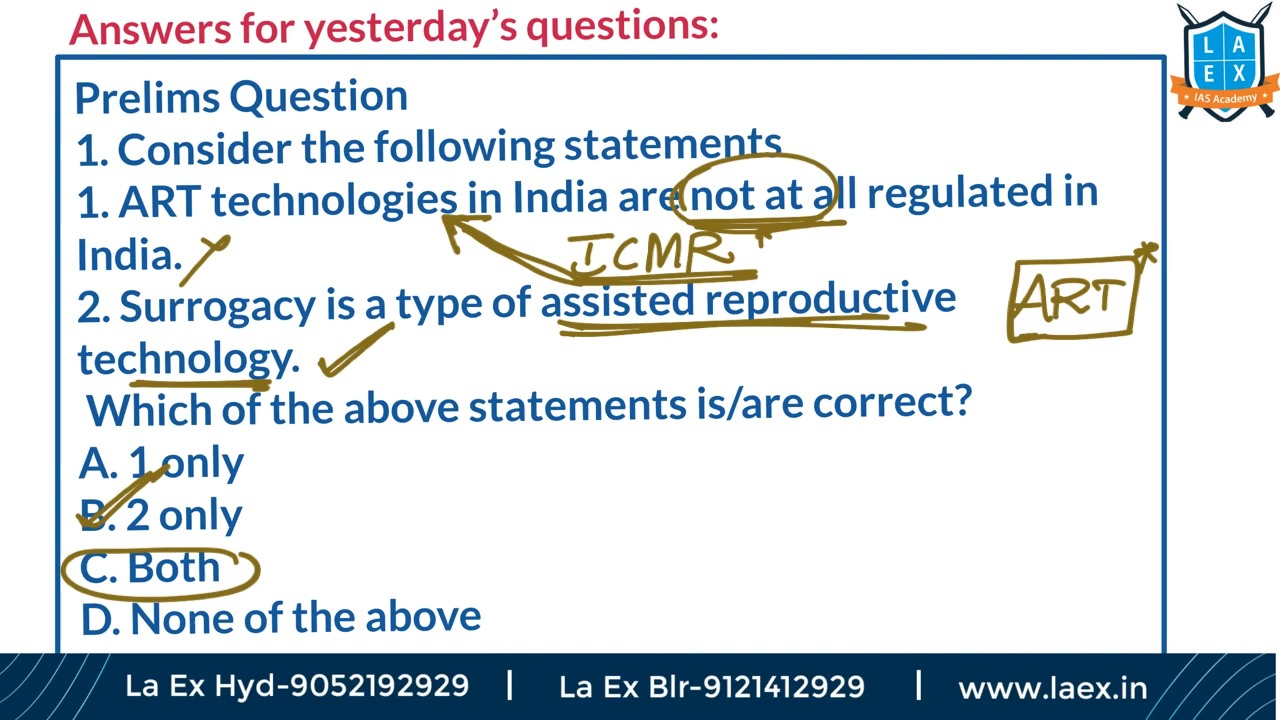 Answers for yesterday's questions:
L A
E X
IAS Academy
Prelims Question
1. Consider the following statements
1. ART technologies in India are not at all regulated in
India.
ICMR
2. Surrogacy is a type of assisted reproductive
ART
technology.
Which of the above statements is/are correct?
A. 1 only
B. 2 only
C. Both
D. None of the above
La Ex Hyd-9052192929 | La Ex Blr-9121412929 | www.laex.in